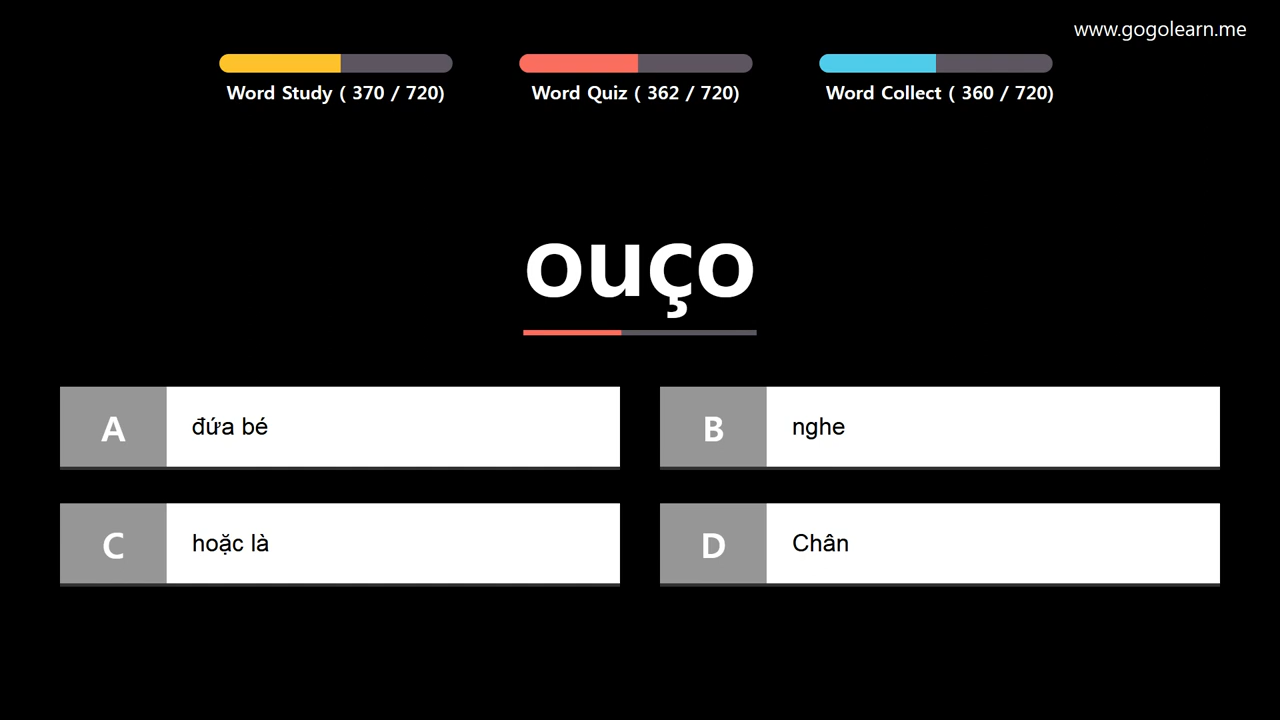 www.gogolearn.me
Word Study ( 370 / 720)
Word Quiz ( 362 / 720)
Word Collect ( 360 / 720)
ouço
A
đứa bé
B
nghe
C
hoặc là
D
Chân